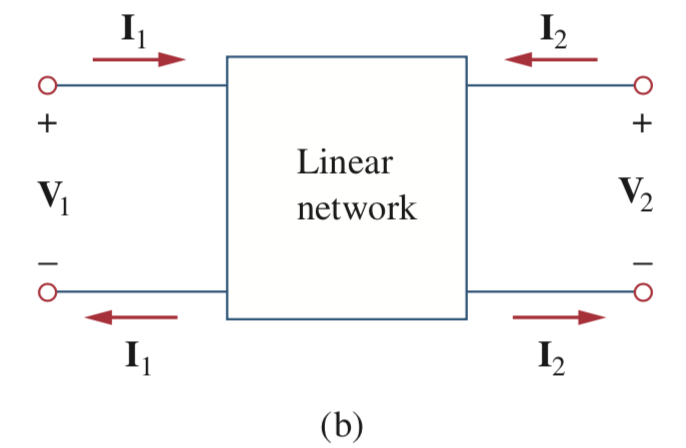 I₁ I₂
+ +
Linear
V₁ V₂
network
− −
I₁ I₂
(b)